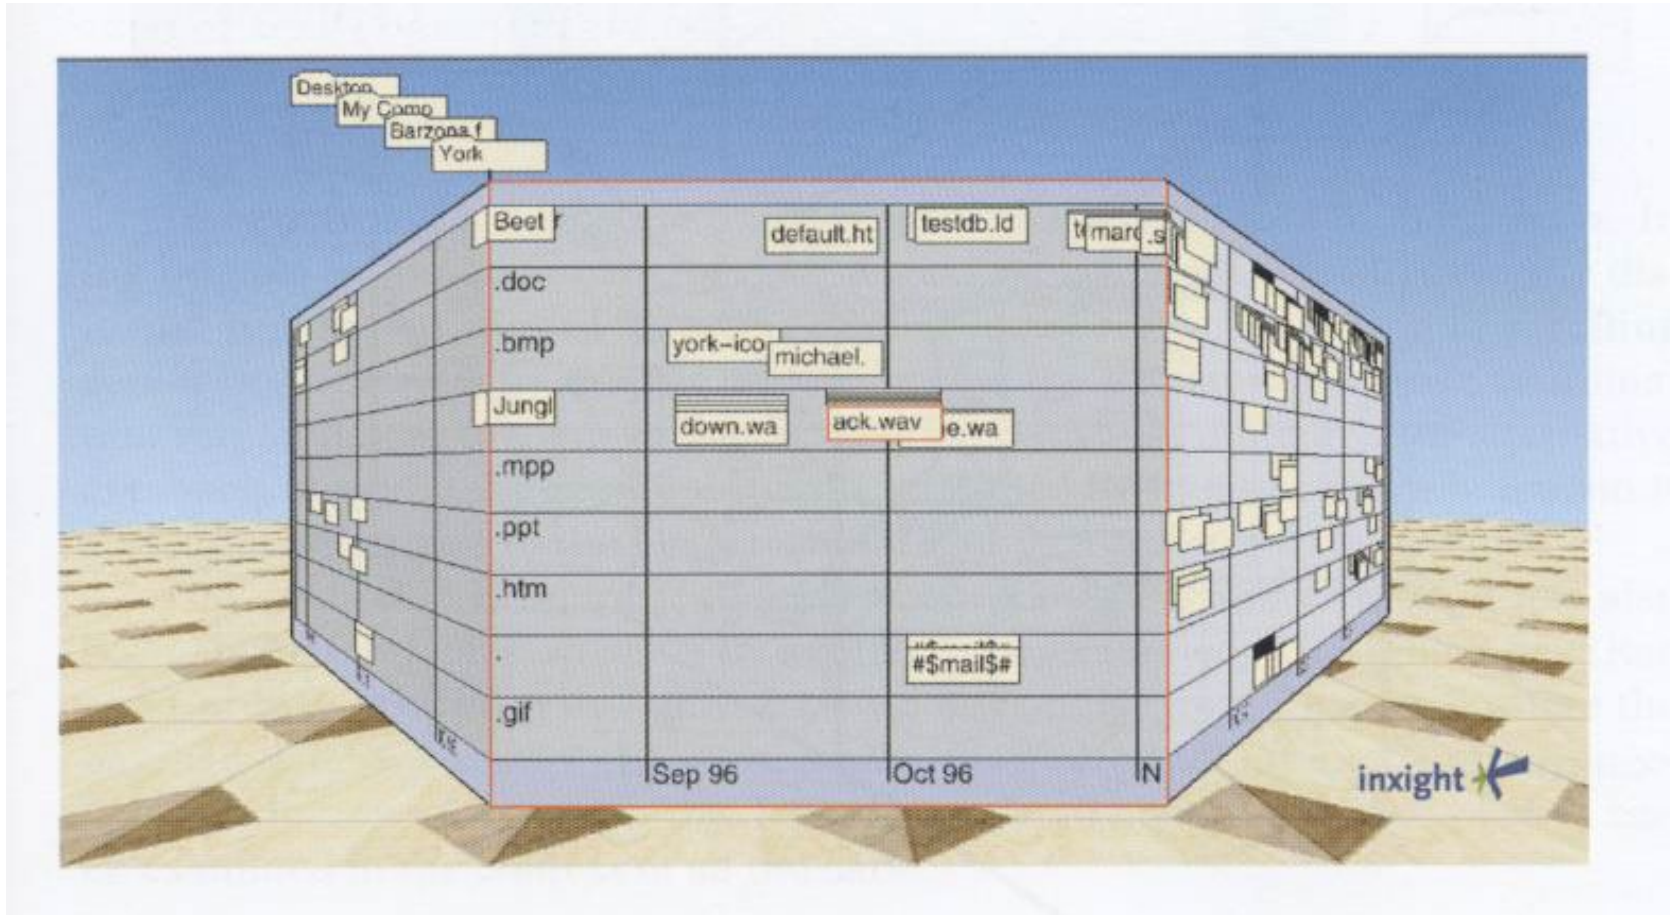 Desktop
My Comp
Barzona.f
York
Beet
default.ht
testdb.ld
marc
.s
.doc
.bmp
york-ico
michael.
Jungl
down.wa
ack.wav
e.wa
.mpp
.ppt
.htm
.
#$mail$#
.gif
Sep 96
Oct 96
N
inxight